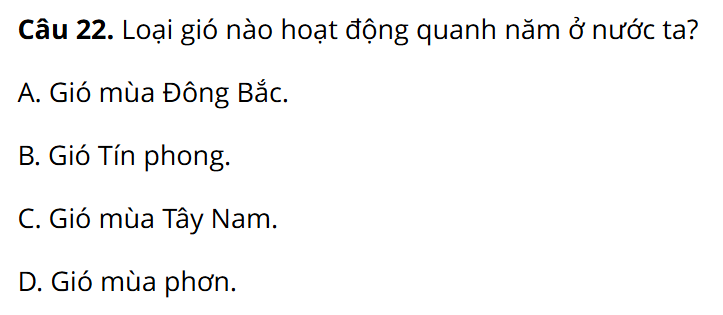 Câu 22. Loại gió nào hoạt động quanh năm ở nước ta?
A. Gió mùa Đông Bắc.
B. Gió Tín phong.
C. Gió mùa Tây Nam.
D. Gió mùa phơn.